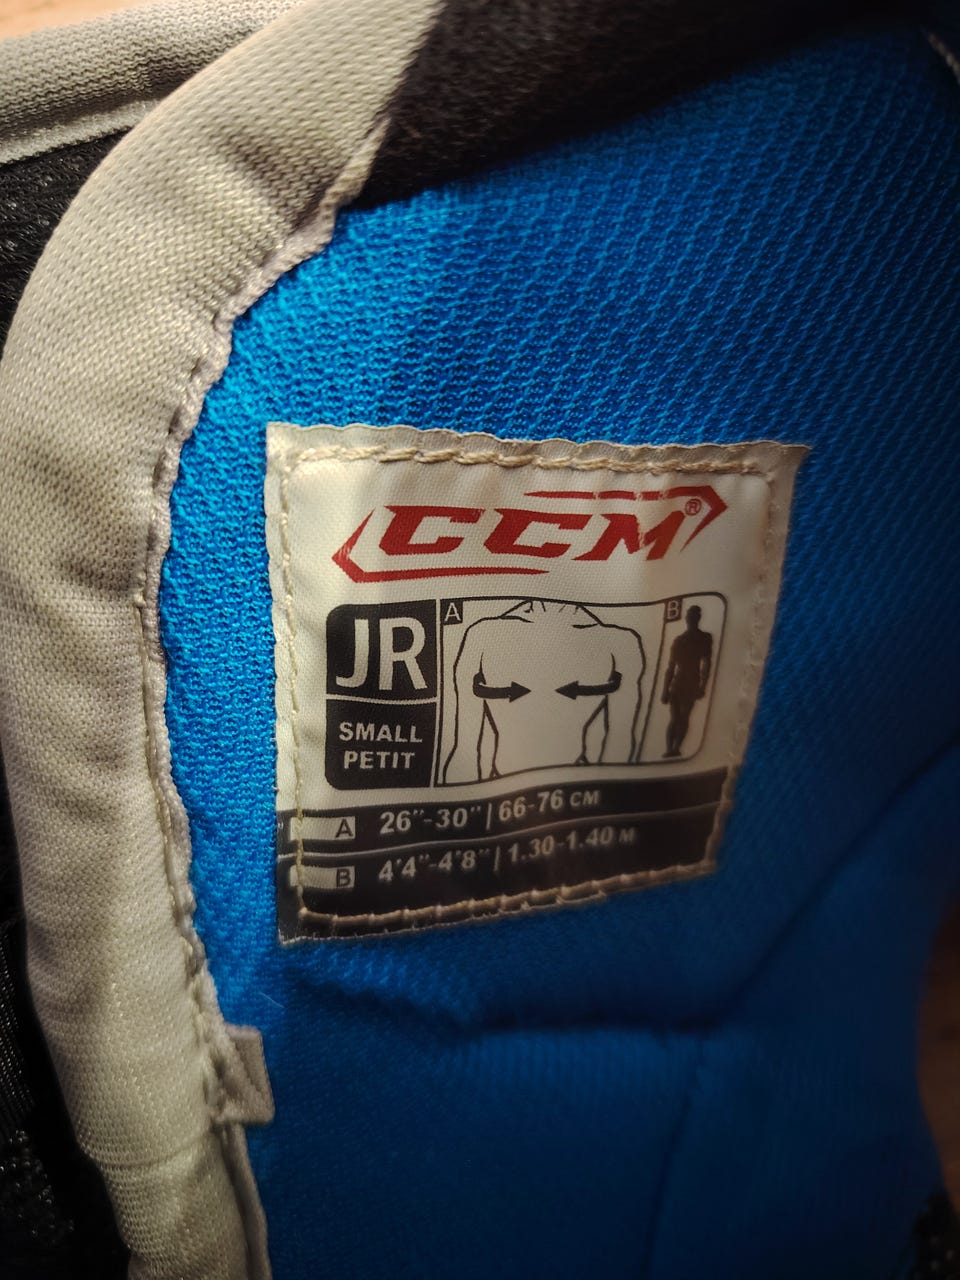 CCM®
JR
SMALL
PETIT
A
B
A 26"-30" | 66-76 CM
B 4'4"-4'8" | 1.30-1.40 M